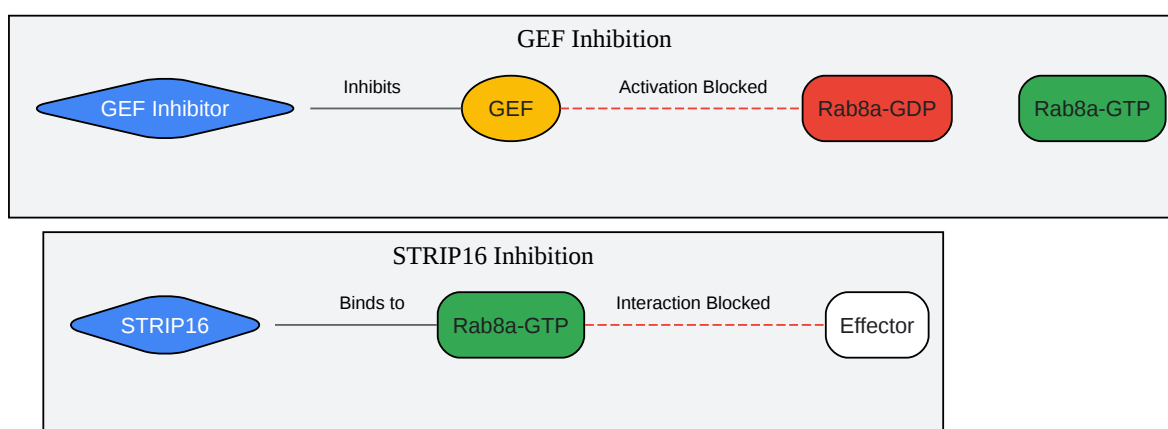 GEF Inhibition
GEF Inhibitor
Inhibits
GEF
Activation Blocked
Rab8a-GDP
Rab8a-GTP
STRIP16 Inhibition
STRIP16
Binds to
Rab8a-GTP
Interaction Blocked
Effector